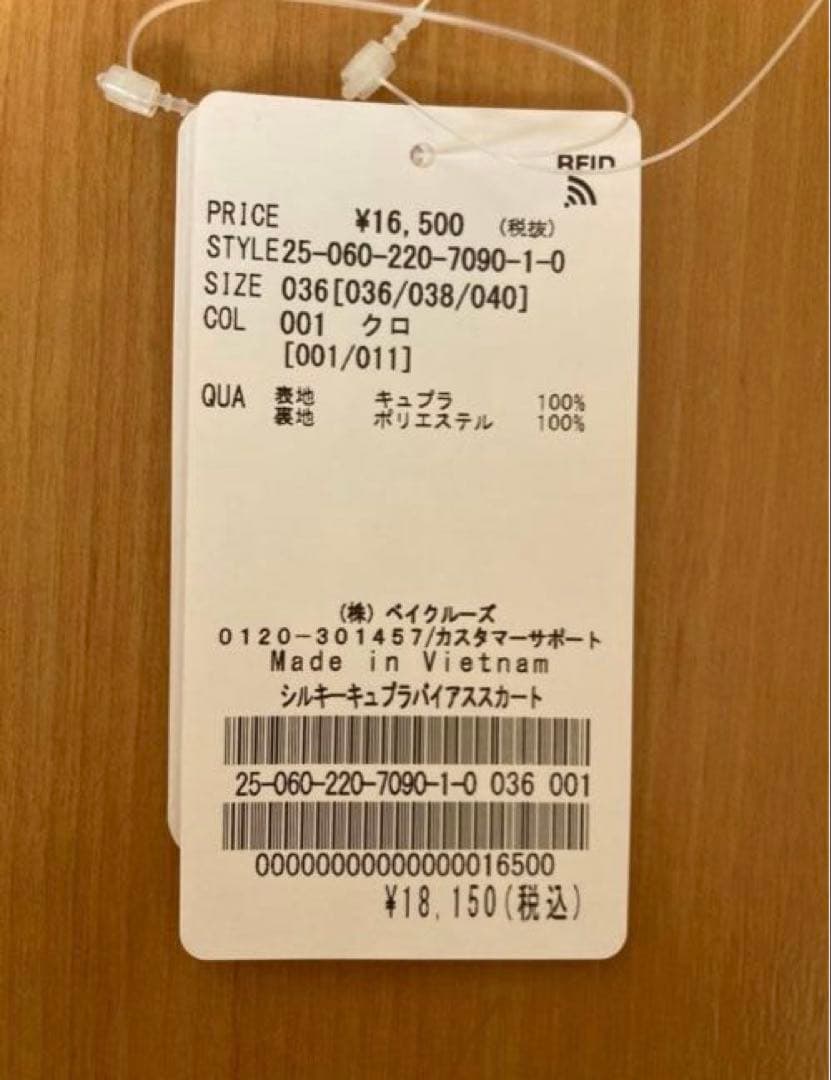 RFID
PRICE ¥16,500 (税抜)
STYLE 25-060-220-7090-1-0
SIZE 036[036/038/040]
COL 001 クロ
[001/011]
QUA 表地 キュプラ 100%
裏地 ポリエステル 100%
(株) ベイクルーズ
0120-301457/カスタマーサポート
Made in Vietnam
シルキーキュプラバイアススカート
25-060-220-7090-1-0 036 001
00000000000000016500
¥18,150(税込)